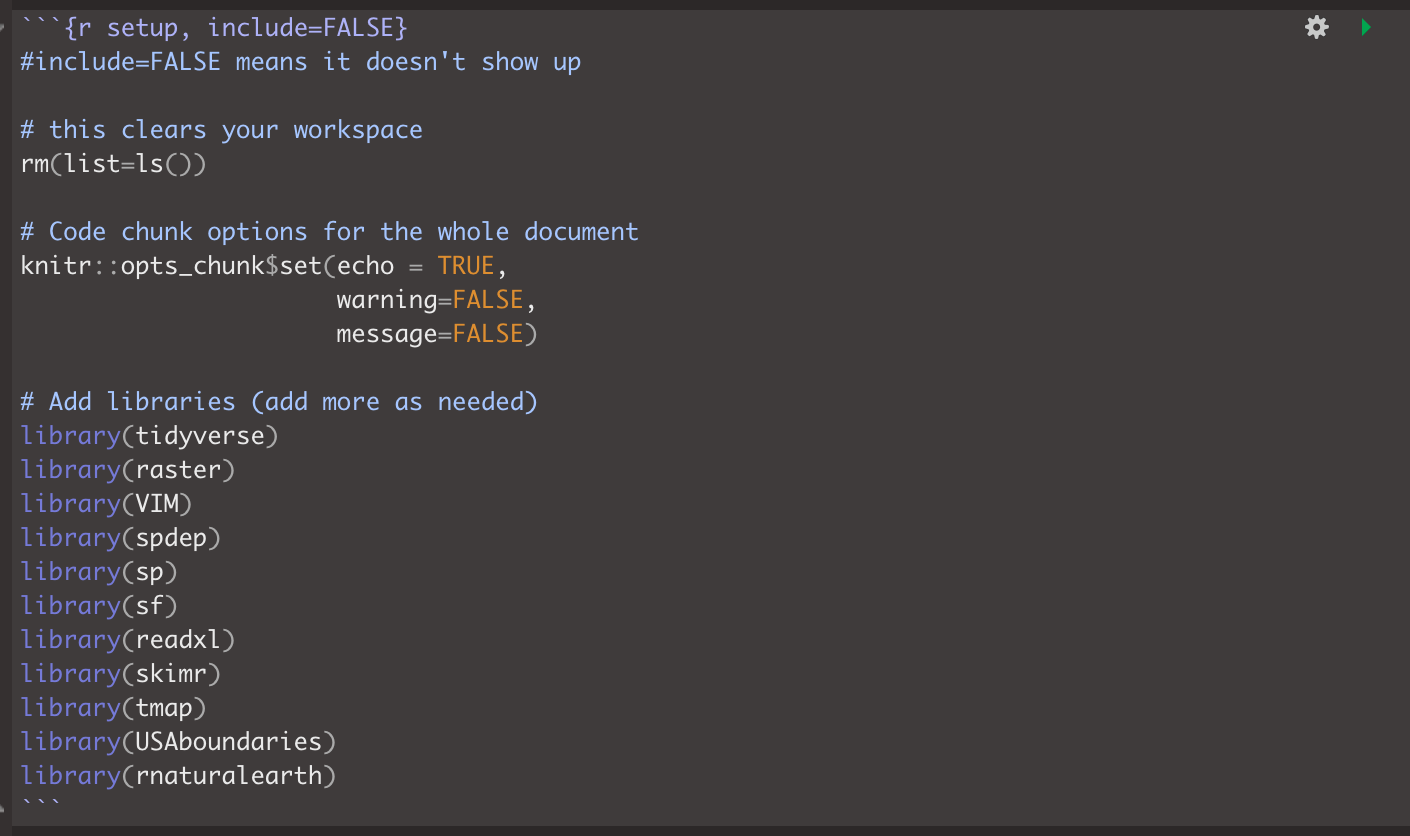 ```{r setup, include=FALSE}
#include=FALSE means it doesn't show up
# this clears your workspace
rm(list=ls())
# Code chunk options for the whole document
knitr::opts_chunk$set(echo = TRUE,
warning=FALSE,
message=FALSE)
# Add libraries (add more as needed)
library(tidyverse)
library(raster)
library(VIM)
library(spdep)
library(sp)
library(sf)
library(readxl)
library(skimr)
library(tmap)
library(USAboundaries)
library(rnaturalearth)
```